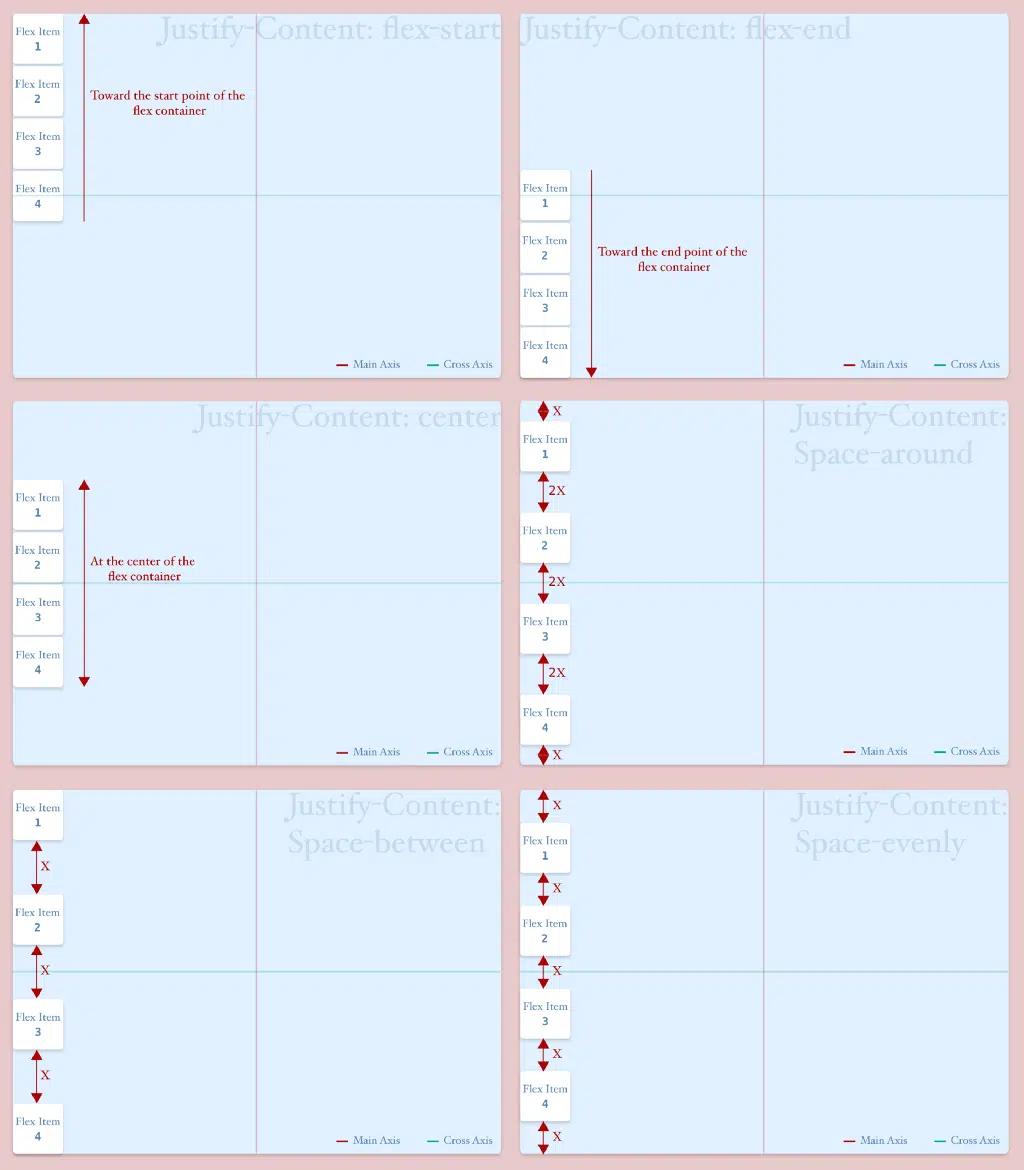 Justify-Content: flex-start
Flex Item
1
Flex Item
2
Flex Item
3
Flex Item
4
Toward the start point of the
flex container
Main Axis
Cross Axis
Justify-Content: flex-end
Flex Item
1
Flex Item
2
Flex Item
3
Flex Item
4
Toward the end point of the
flex container
Main Axis
Cross Axis
Justify-Content: center
Flex Item
1
Flex Item
2
Flex Item
3
Flex Item
4
At the center of the
flex container
Main Axis
Cross Axis
Justify-Content:
Space-around
X
Flex Item
1
2X
Flex Item
2
2X
Flex Item
3
2X
Flex Item
4
X
Main Axis
Cross Axis
Justify-Content:
Space-between
Flex Item
1
X
Flex Item
2
X
Flex Item
3
X
Flex Item
4
Main Axis
Cross Axis
Justify-Content:
Space-evenly
X
Flex Item
1
X
Flex Item
2
X
Flex Item
3
X
Flex Item
4
X
Main Axis
Cross Axis